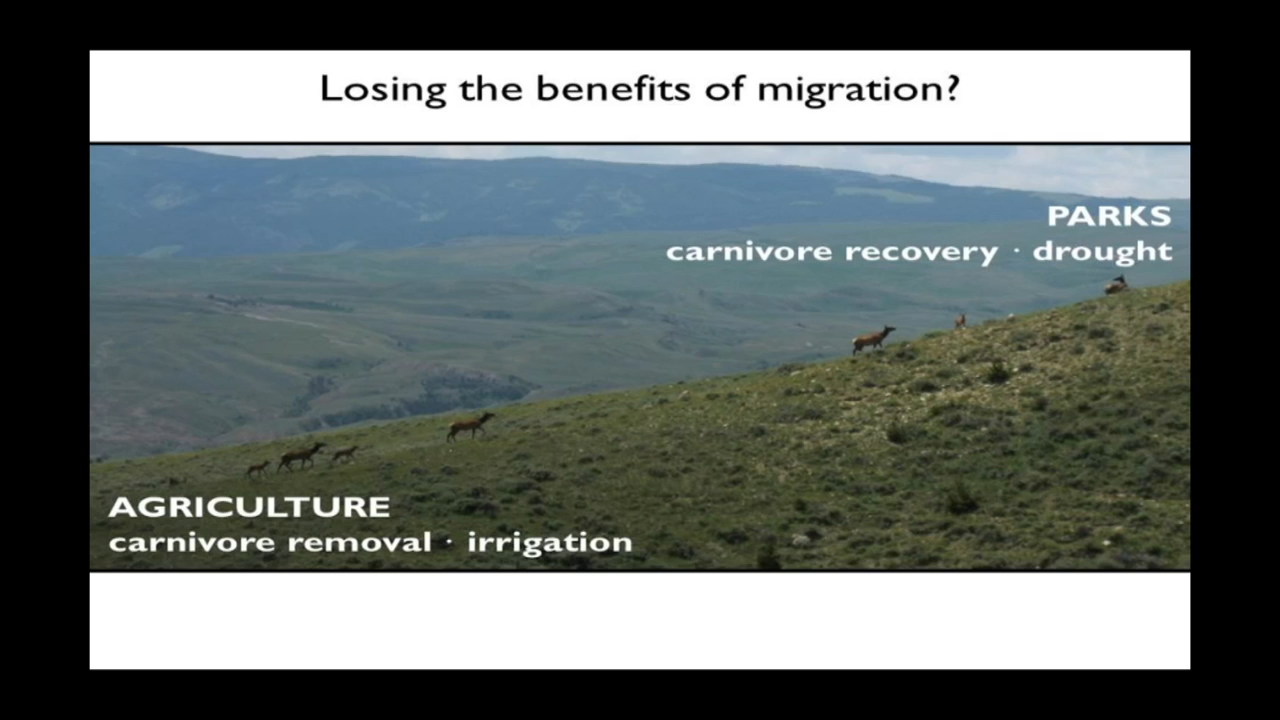 Losing the benefits of migration?
PARKS
carnivore recovery · drought
AGRICULTURE
carnivore removal · irrigation